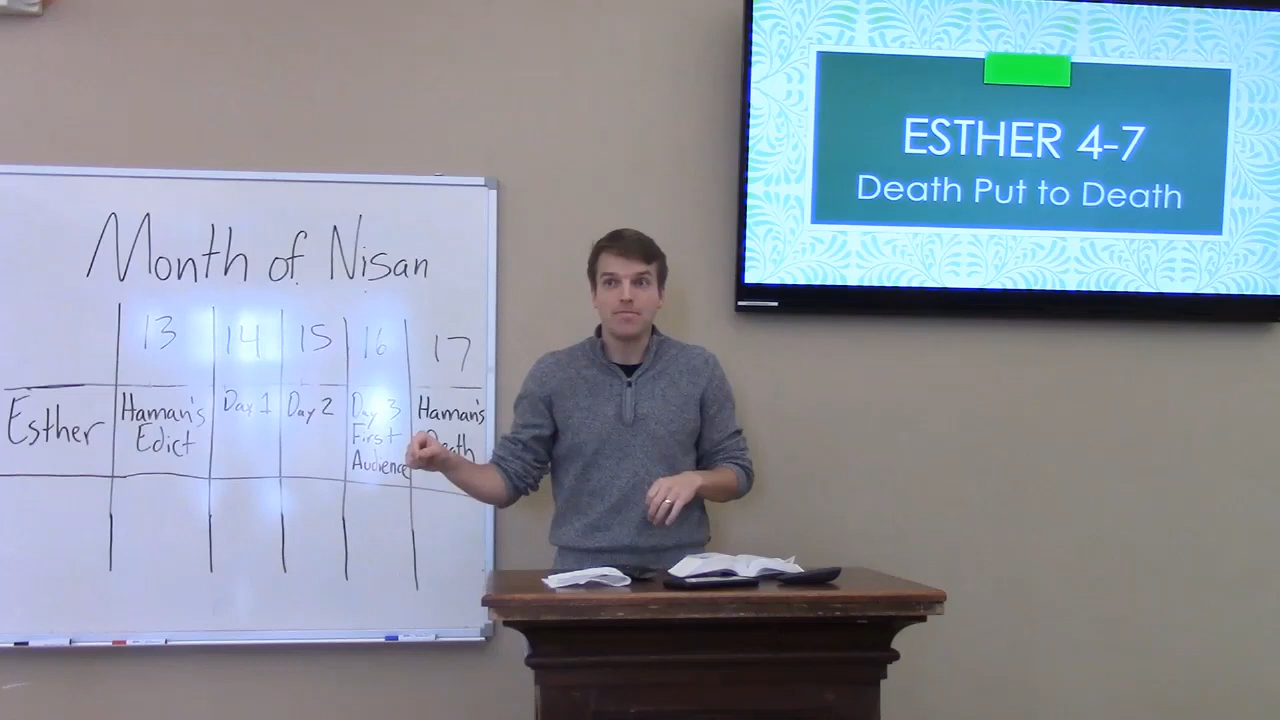 ESTHER 4-7
Death Put to Death
Month of Nisan
13 14 15 16 17
Esther
Haman's
Edict
Day 1
Day 2
Day 3
First
Audience
Haman's
Death